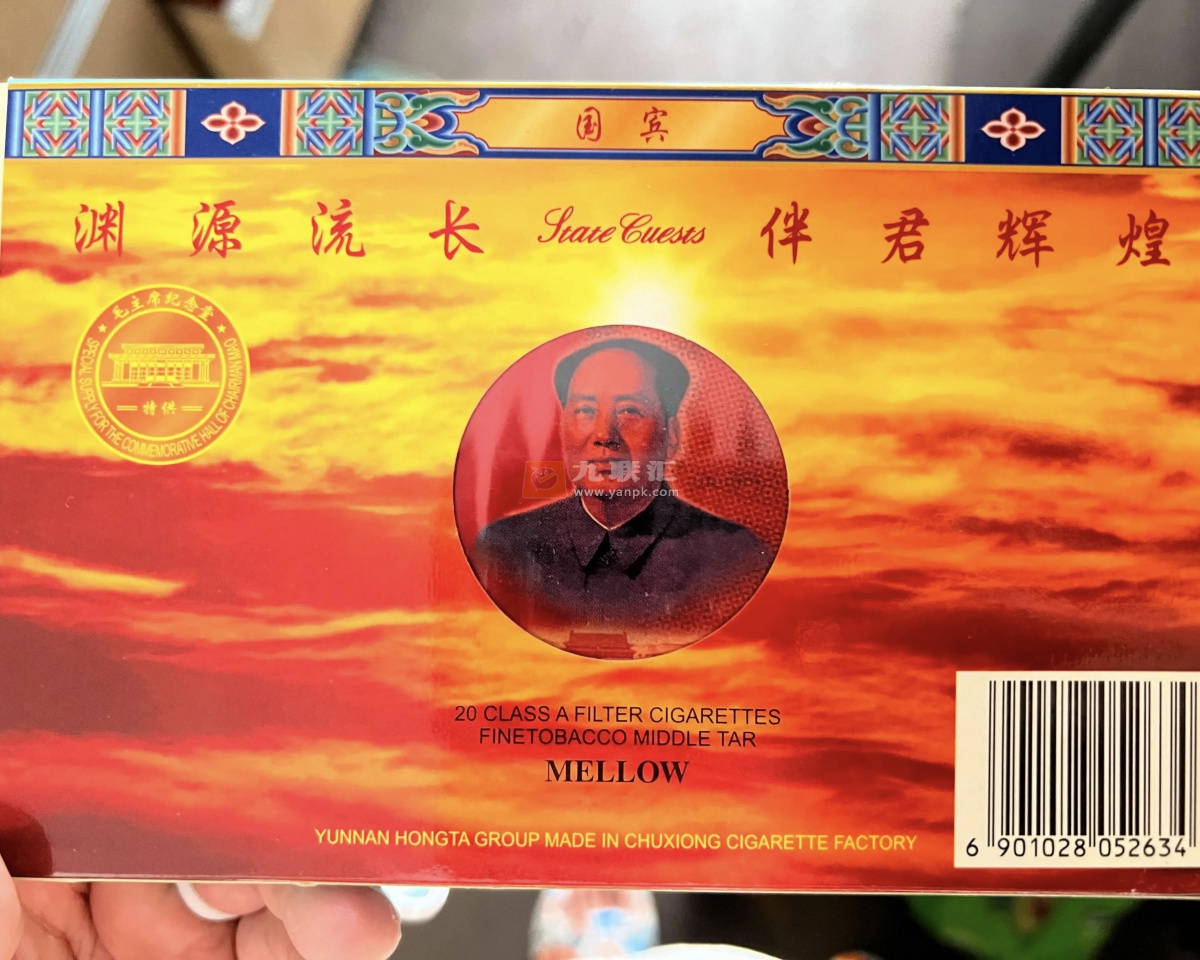 国宾
渊源流长 State Guests 伴君辉煌
毛主席纪念堂
特供
SPECIAL SUPPLY FOR THE COMMEMORATIVE HALL OF CHAIRMAN MAO
九联汇
www.yanpk.com
20 CLASS A FILTER CIGARETTES
FINETOBACCO MIDDLE TAR
MELLOW
YUNNAN HONGTA GROUP MADE IN CHUXIONG CIGARETTE FACTORY
6 901028 052634